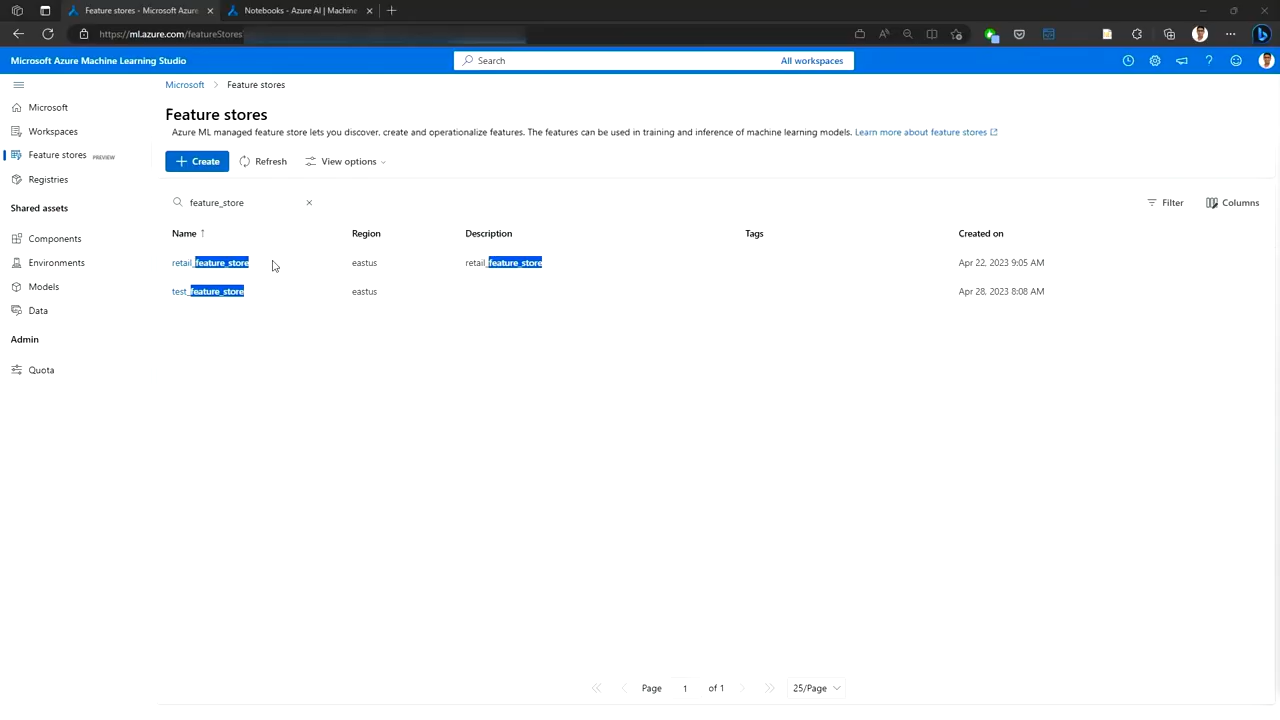 Feature stores - Microsoft Azure
Notebooks - Azure AI | Machine
https://ml.azure.com/featureStores
Microsoft Azure Machine Learning Studio
Search
All workspaces
Microsoft > Feature stores
Microsoft
Workspaces
Feature stores PREVIEW
Registries
Shared assets
Components
Environments
Models
Data
Admin
Quota
Feature stores
Azure ML managed feature store lets you discover, create and operationalize features. The features can be used in training and inference of machine learning models. Learn more about feature stores
+ Create Refresh View options
feature_store
Filter Columns
Name ↑ Region Description Tags Created on
retail_feature_store eastus retail_feature_store Apr 22, 2023 9:05 AM
test_feature_store eastus Apr 28, 2023 8:08 AM
Page 1 of 1 25/Page